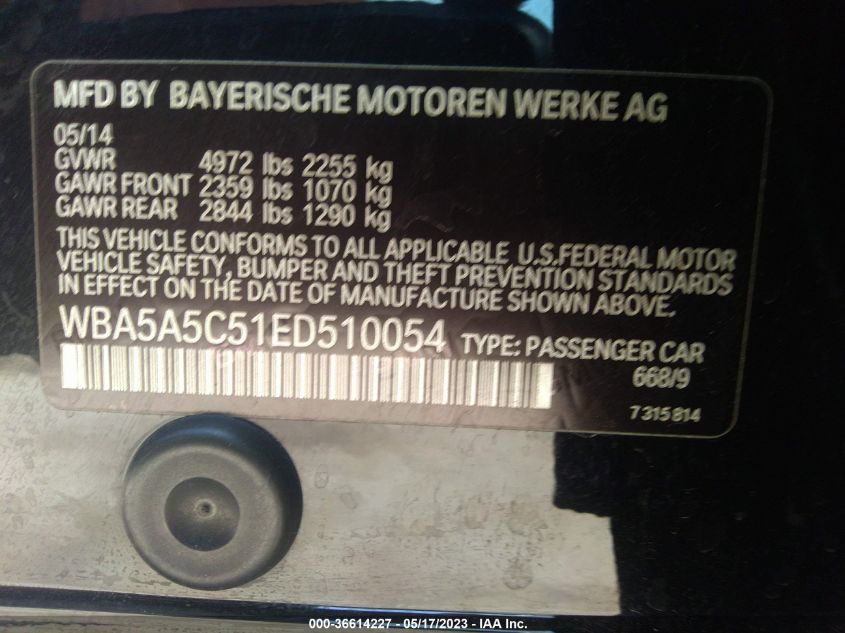 MFD BY BAYERISCHE MOTOREN WERKE AG
05/14
GVWR 4972 lbs 2255 kg
GAWR FRONT 2359 lbs 1070 kg
GAWR REAR 2844 lbs 1290 kg
THIS VEHICLE CONFORMS TO ALL APPLICABLE U.S.FEDERAL MOTOR
VEHICLE SAFETY, BUMPER AND THEFT PREVENTION STANDARDS
IN EFFECT ON THE DATE OF MANUFACTURE SHOWN ABOVE.
WBA5A5C51ED510054 TYPE: PASSENGER CAR
668/9
7315814
000-36614227 - 05/17/2023 - IAA Inc.